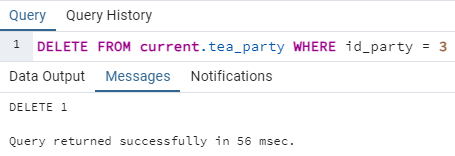 Query Query History
1 DELETE FROM current.tea_party WHERE id_party = 3
Data Output Messages Notifications
DELETE 1
Query returned successfully in 56 msec.